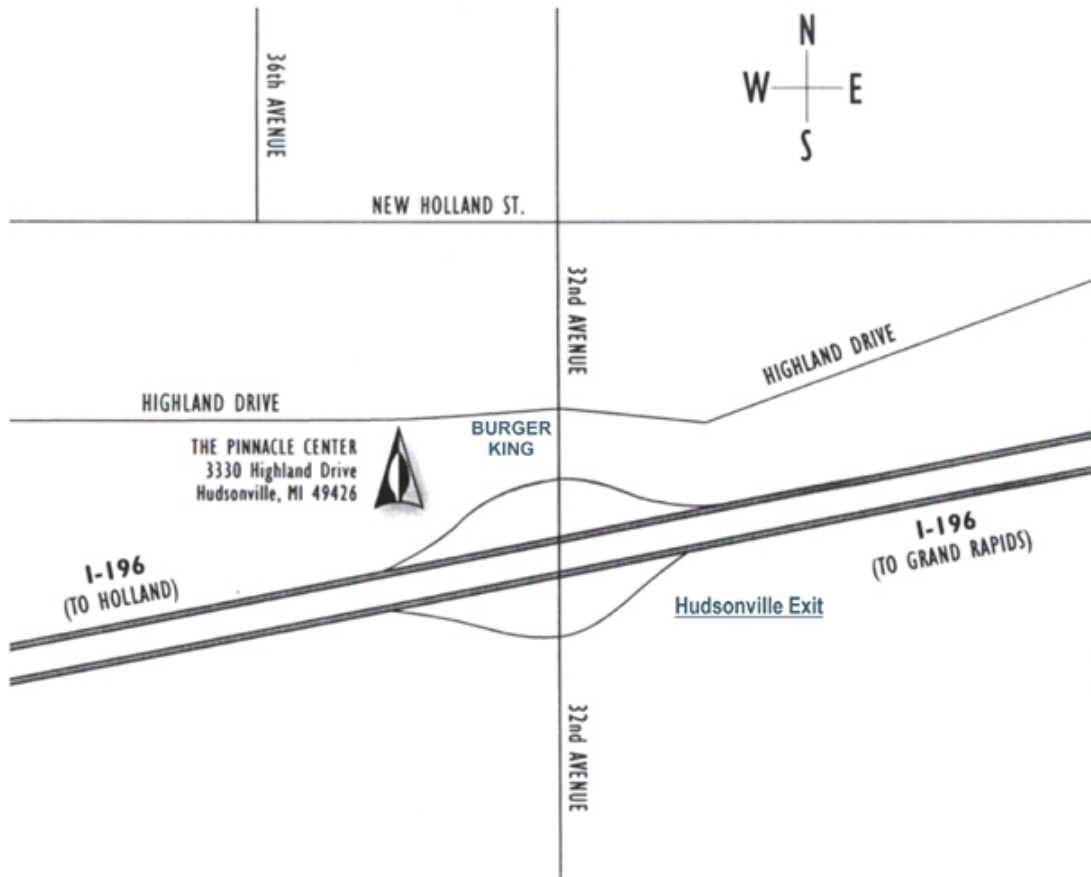 N
W E
S
36th AVENUE
NEW HOLLAND ST.
32nd AVENUE
HIGHLAND DRIVE
HIGHLAND DRIVE
BURGER
KING
THE PINNACLE CENTER
3330 Highland Drive
Hudsonville, MI 49426
I-196
(TO GRAND RAPIDS)
I-196
(TO HOLLAND)
Hudsonville Exit
32nd AVENUE